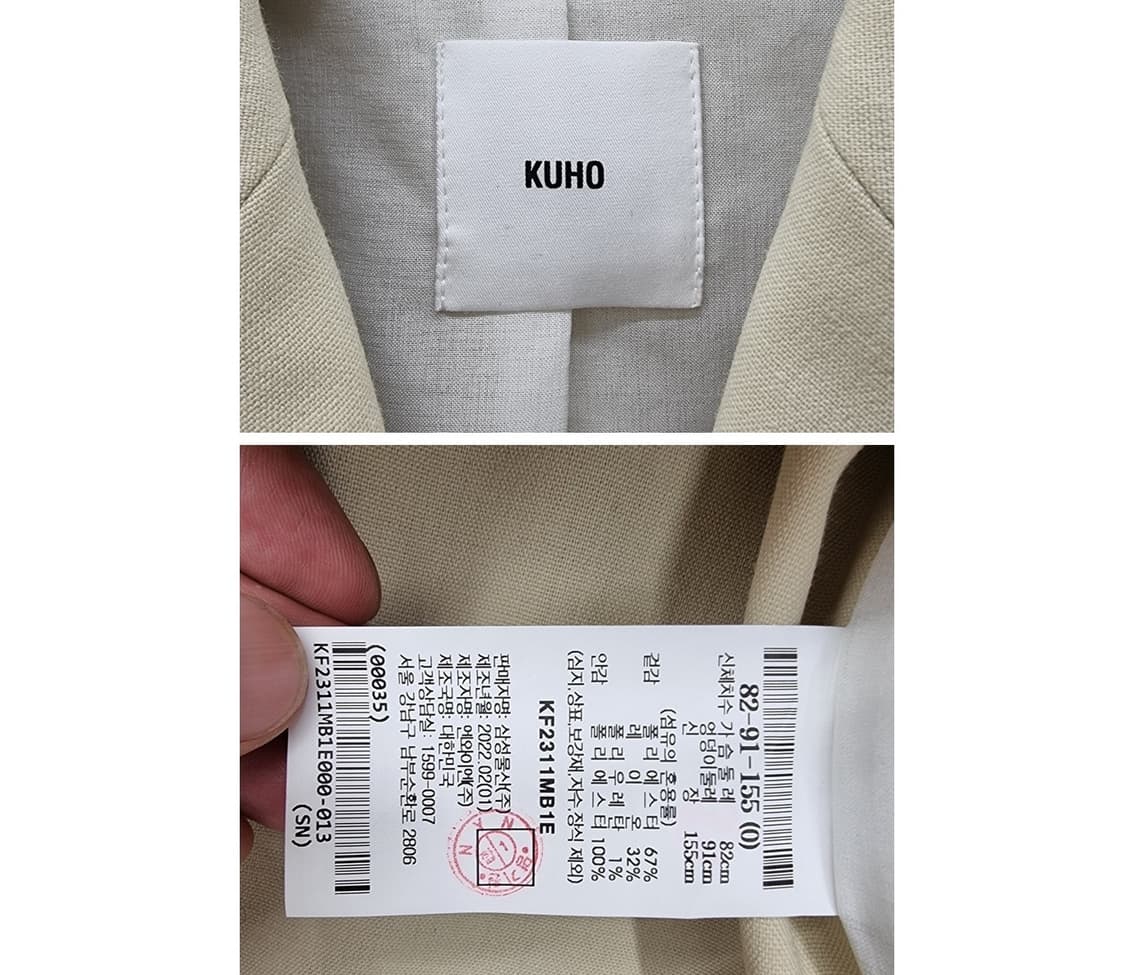 KUHO
82-91-155 (0)
신체치수 가 슴 둘 레 82cm
엉덩이둘레 91cm
신 장 155cm
(섬유의 혼용률)
겉감 폴리에스터 67%
레 이 온 32%
폴 리 우 레 탄 1%
안감 폴 리 에 스 터 100%
(심지,상표,보강재,자수,장식 제외)
KF2311MB1E
판매자명: 삼성물산(주)
제조년월: 2022.02(01)
제조자명: 엔와이엔(주)
제조국명: 대한민국
고객상담실: 1599-0007
서울 강남구 남부순환로 2806
(00035)
KF2311MB1E000-013
(SN)